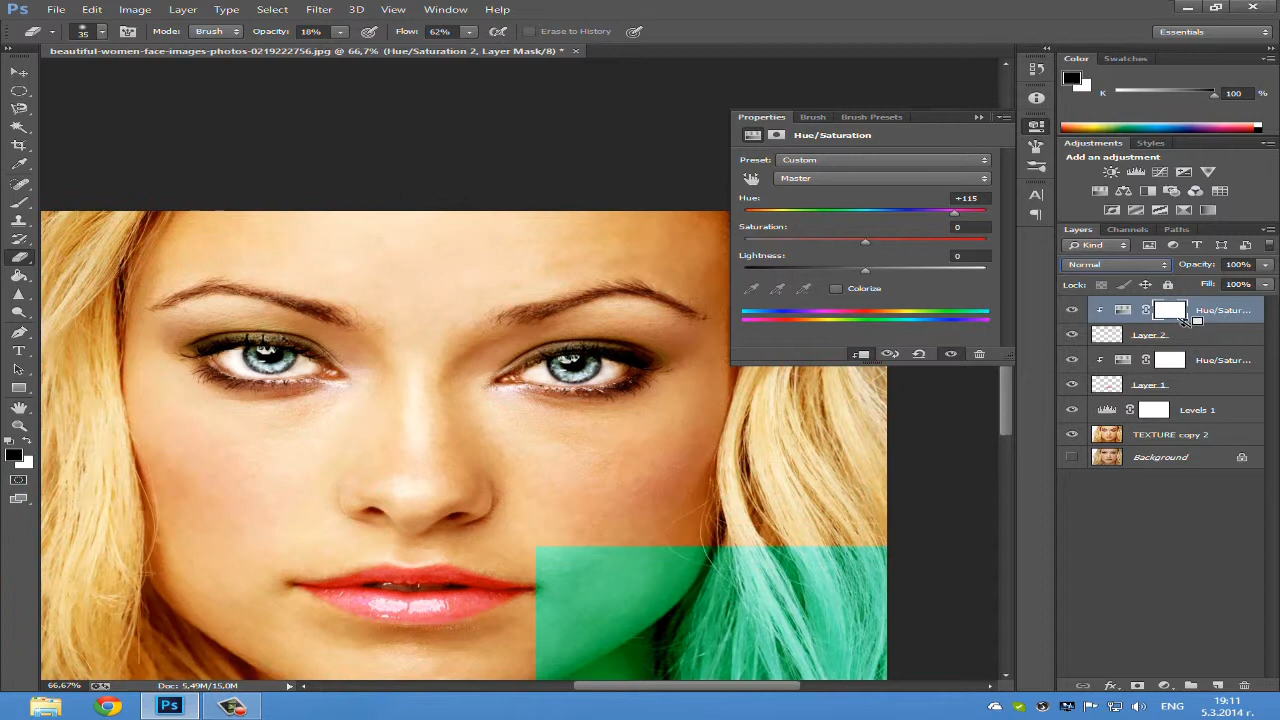 Ps File Edit Image Layer Type Select Filter 3D View Window Help
35 Mode: Brush Opacity: 18% Flow: 62% Erase to History Essentials
beautiful-women-face-images-photos-0219222756.jpg @ 66,7% (Hue/Saturation 2, Layer Mask/8) * ×
Color Swatches
K 100 %
Properties Brush Brush Presets
Hue/Saturation
Preset: Custom
Master
Hue: +115
Saturation: 0
Lightness: 0
Colorize
Adjustments Styles
Add an adjustment
Layers Channels Paths
Kind
Normal Opacity: 100%
Lock: Fill: 100%
Hue/Satur...
Layer 2
Hue/Satur...
Layer 1
Levels 1
TEXTURE copy 2
Background
66.67% Doc: 5,49M/15,0M
Ps ENG 19:11
5.3.2014 г.